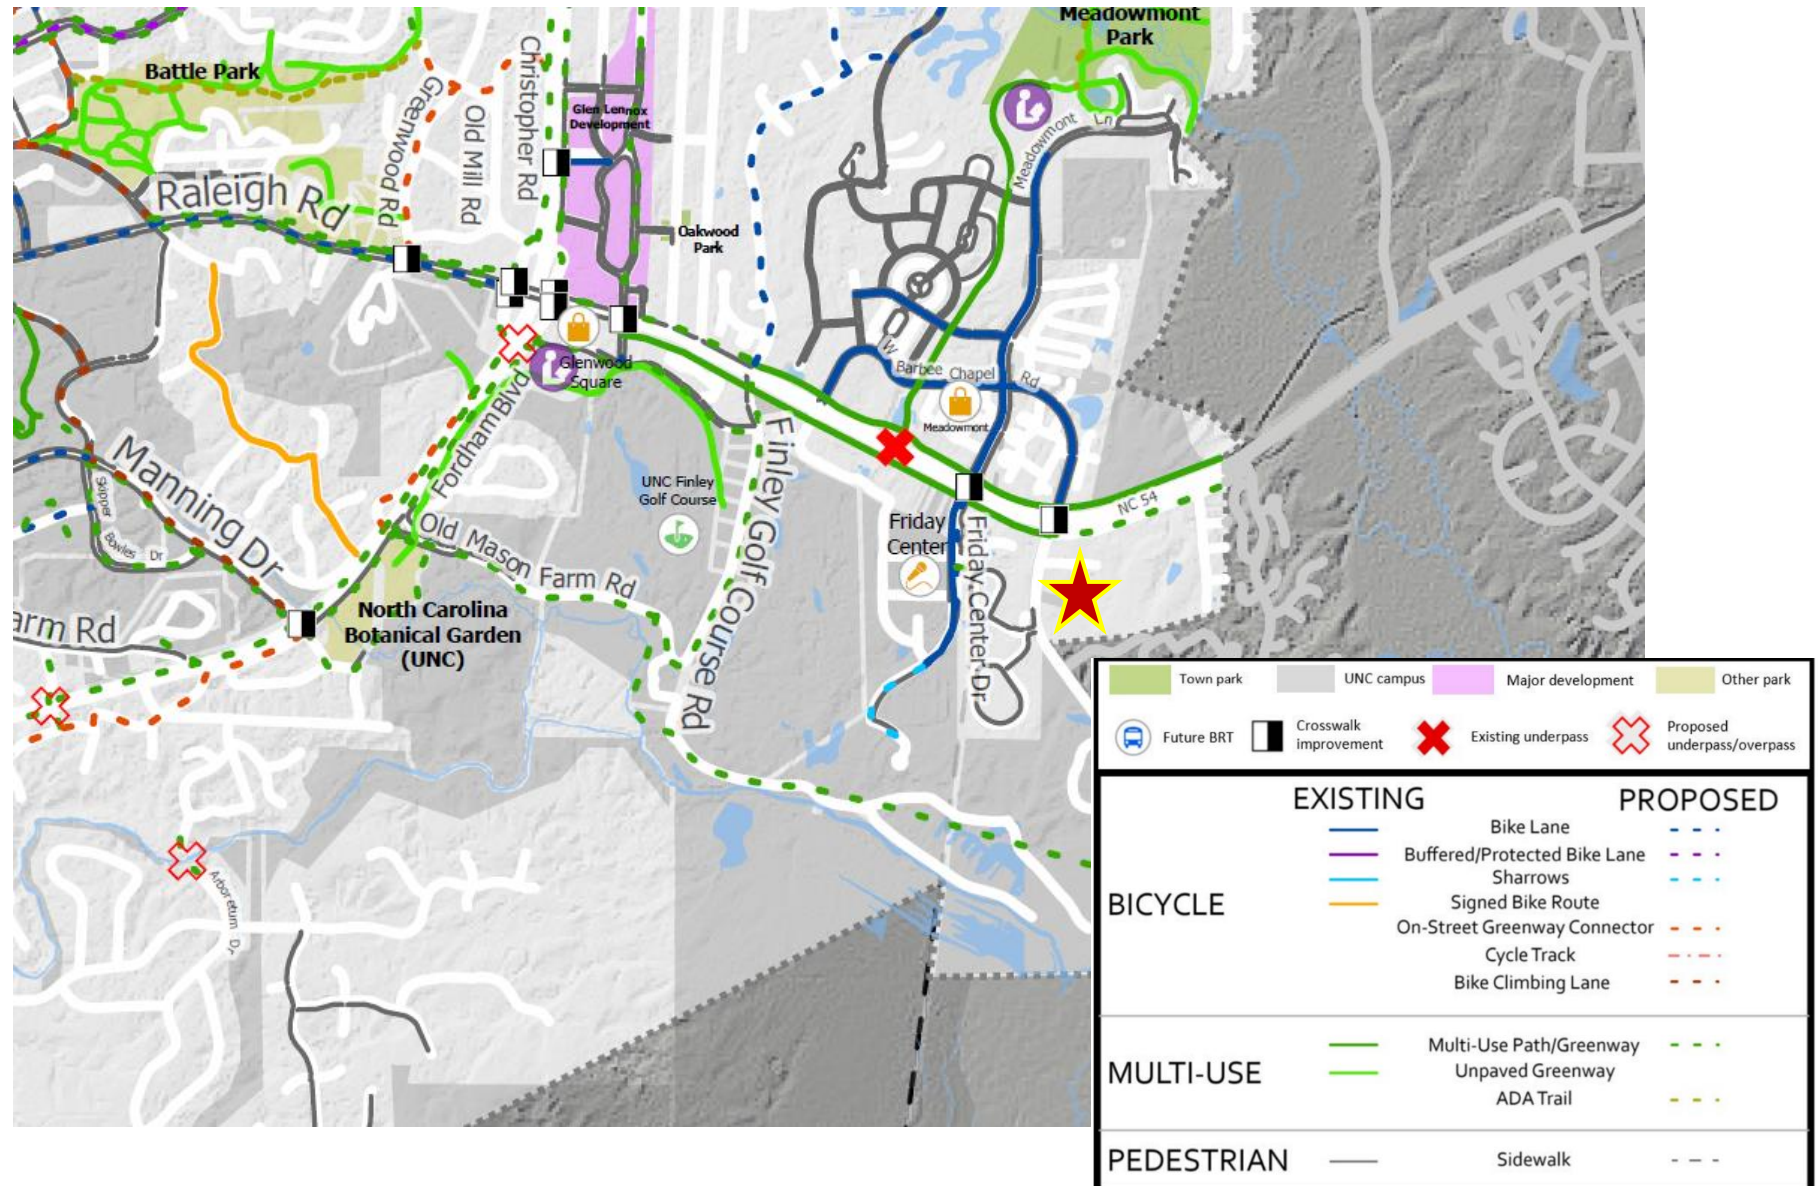 Meadowmont
Park
Battle Park
Christopher Rd
Greenwood Rd
Old Mill Rd
Glen Lennox
Development
Meadowmont Ln
Raleigh Rd
Oakwood
Park
Glenwood
Square
W Barbee Chapel Rd
Meadowmont
Fordham Blvd
Manning Dr
Finley Golf Course Rd
UNC Finley
Golf Course
Skipper
Bowles Dr
NC 54
Friday
Center
Friday Center Dr
Old Mason Farm Rd
North Carolina
Botanical Garden
(UNC)
arm Rd
Arboretum Dr
Town park
UNC campus
Major development
Other park
Future BRT
Crosswalk
improvement
Existing underpass
Proposed
underpass/overpass
EXISTING
PROPOSED
BICYCLE
Bike Lane
Buffered/Protected Bike Lane
Sharrows
Signed Bike Route
On-Street Greenway Connector
Cycle Track
Bike Climbing Lane
MULTI-USE
Multi-Use Path/Greenway
Unpaved Greenway
ADA Trail
PEDESTRIAN
Sidewalk